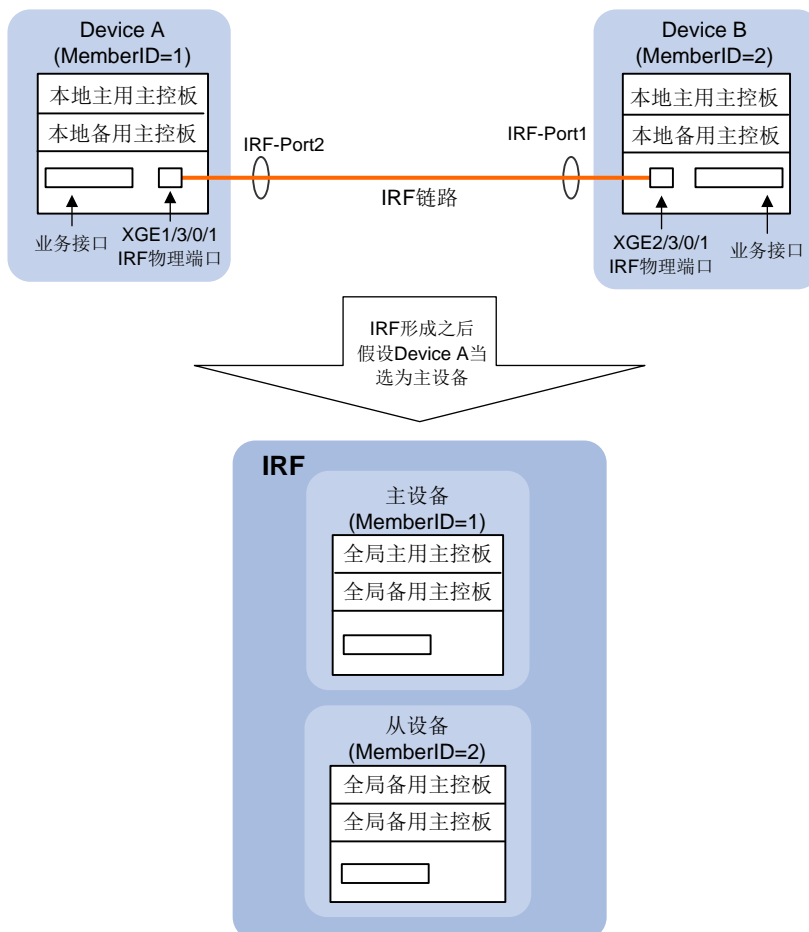 Device A
(MemberID=1)
本地主用主控板
本地备用主控板
业务接口
XGE1/3/0/1
IRF物理端口
IRF-Port2
IRF链路
IRF-Port1
Device B
(MemberID=2)
本地主用主控板
本地备用主控板
XGE2/3/0/1
IRF物理端口
业务接口
IRF形成之后
假设Device A当
选为主设备
IRF
主设备
(MemberID=1)
全局主用主控板
全局备用主控板
从设备
(MemberID=2)
全局备用主控板
全局备用主控板